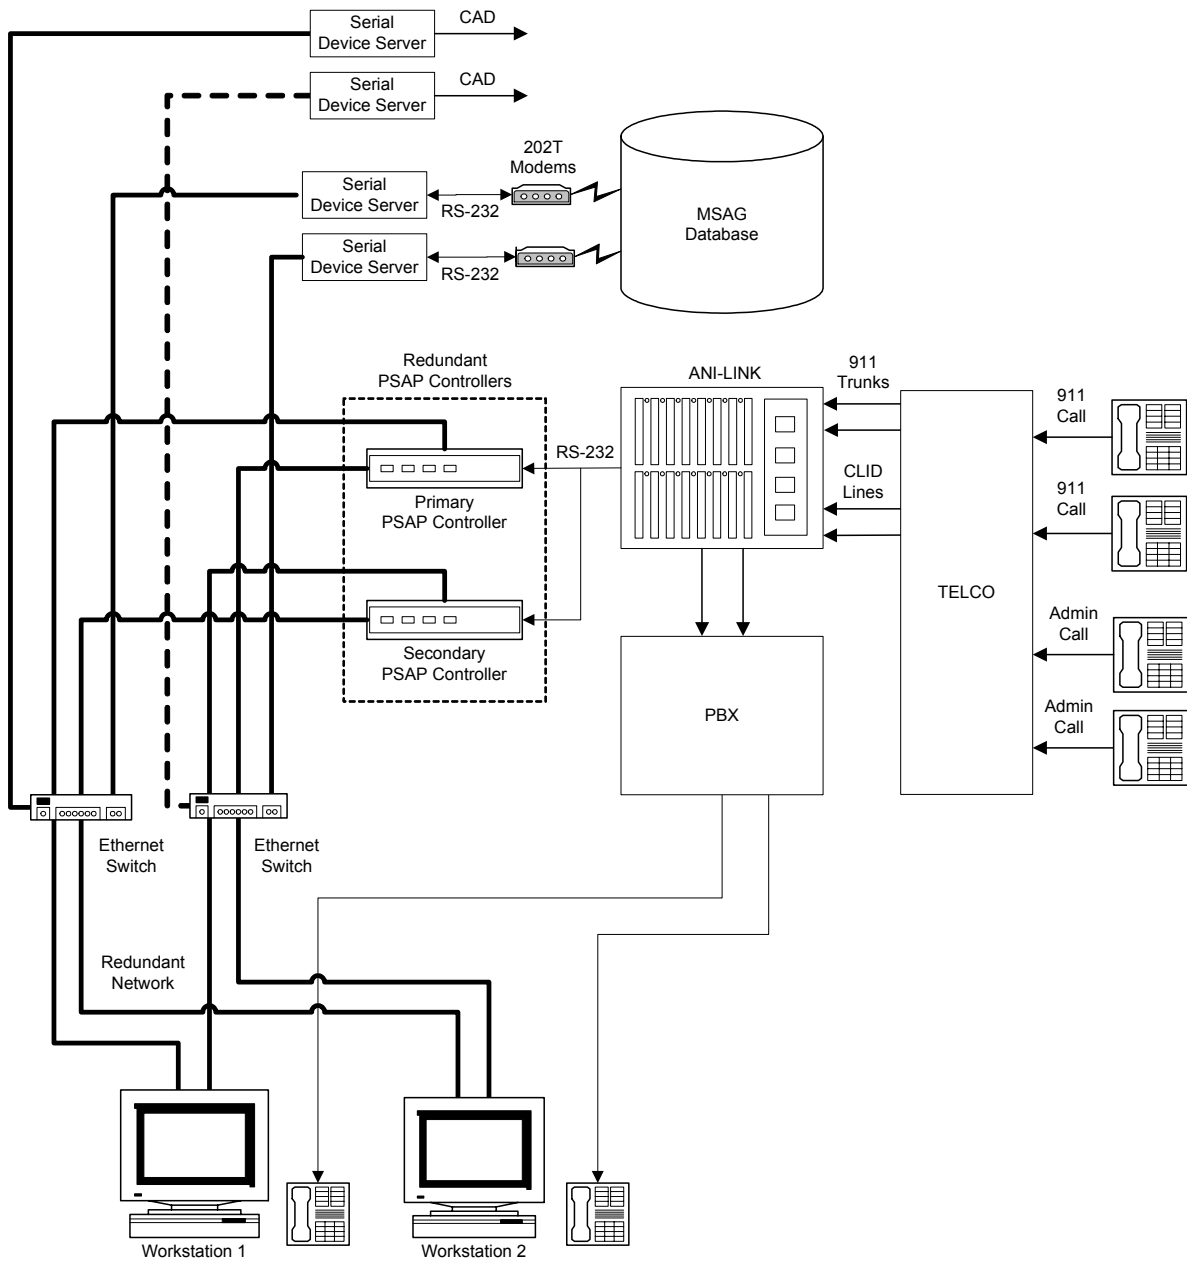 Serial
Device Server
CAD
Serial
Device Server
CAD
202T
Modems
Serial
Device Server
RS-232
MSAG
Database
Serial
Device Server
RS-232
Redundant
PSAP Controllers
ANI-LINK
911
Trunks
911
Call
RS-232
CLID
Lines
Primary
PSAP Controller
911
Call
TELCO
Admin
Call
Secondary
PSAP Controller
PBX
Admin
Call
Ethernet
Switch
Ethernet
Switch
Redundant
Network
Workstation 1
Workstation 2